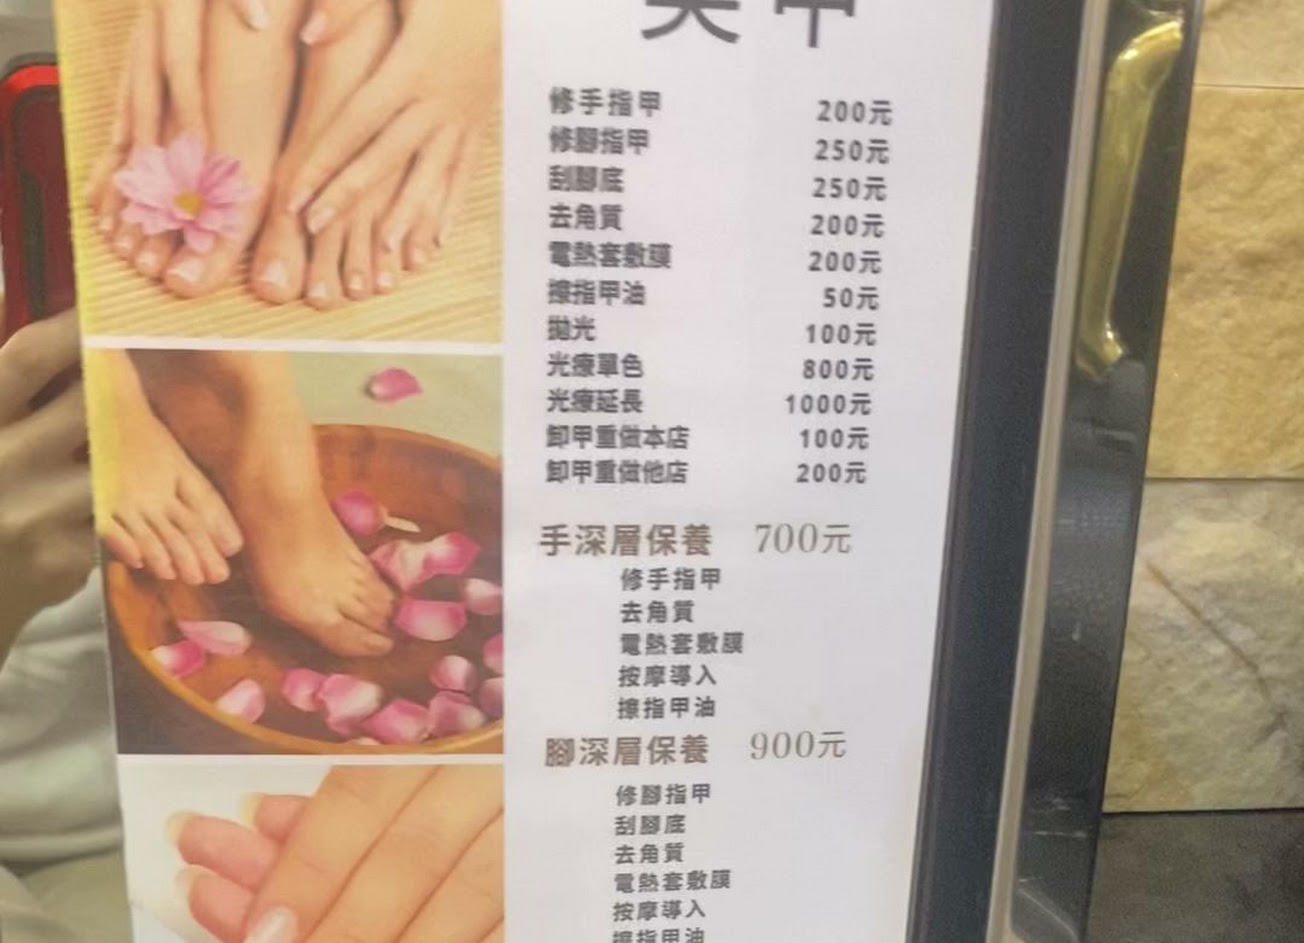 美甲
修手指甲 200元
修腳指甲 250元
刮腳底 250元
去角質 200元
電熱套敷膜 200元
擦指甲油 50元
拋光 100元
光療單色 800元
光療延長 1000元
卸甲重做本店 100元
卸甲重做他店 200元
手深層保養 700元
修手指甲
去角質
電熱套敷膜
按摩導入
擦指甲油
腳深層保養 900元
修腳指甲
刮腳底
去角質
電熱套敷膜
按摩導入
擦指甲油